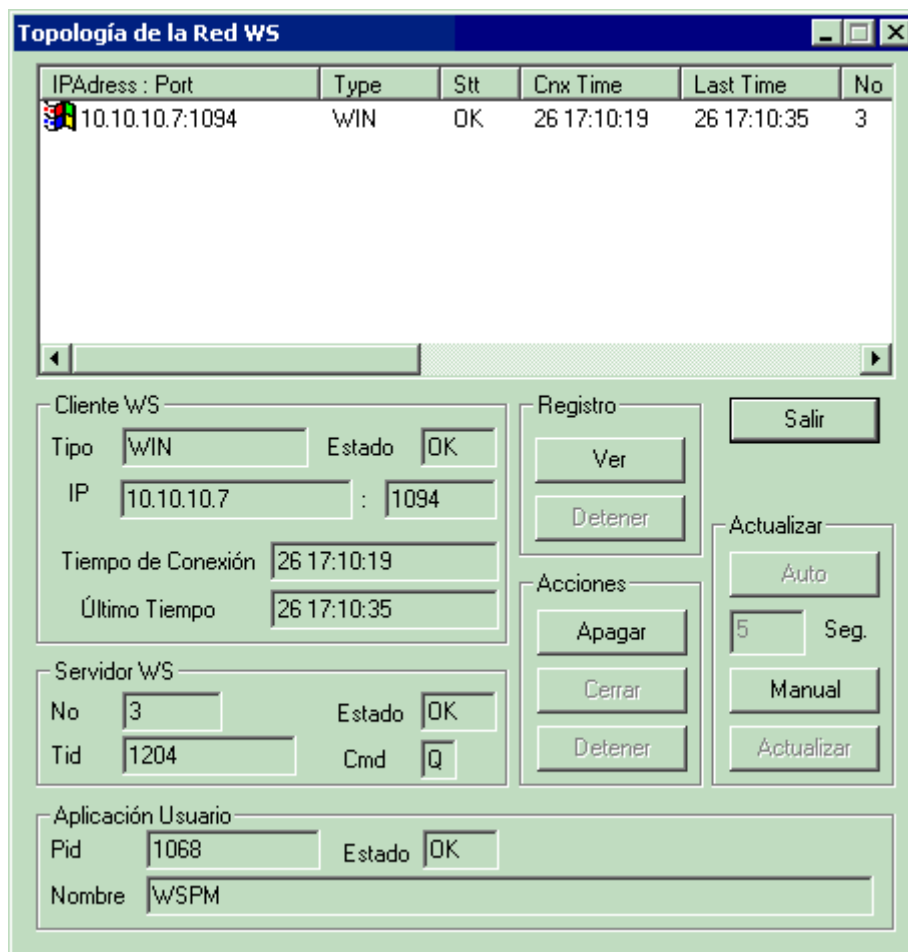 Topología de la Red WS
IPAdress : Port Type Stt Cnx Time Last Time No
10.10.10.7:1094 WIN OK 26 17:10:19 26 17:10:35 3
Cliente WS
Tipo WIN Estado OK
IP 10.10.10.7 : 1094
Tiempo de Conexión 26 17:10:19
Último Tiempo 26 17:10:35
Servidor WS
No 3 Estado OK
Tid 1204 Cmd Q
Registro
Ver
Detener
Acciones
Apagar
Cerrar
Detener
Salir
Actualizar
Auto
5 Seg.
Manual
Actualizar
Aplicación Usuario
Pid 1068 Estado OK
Nombre WSPM